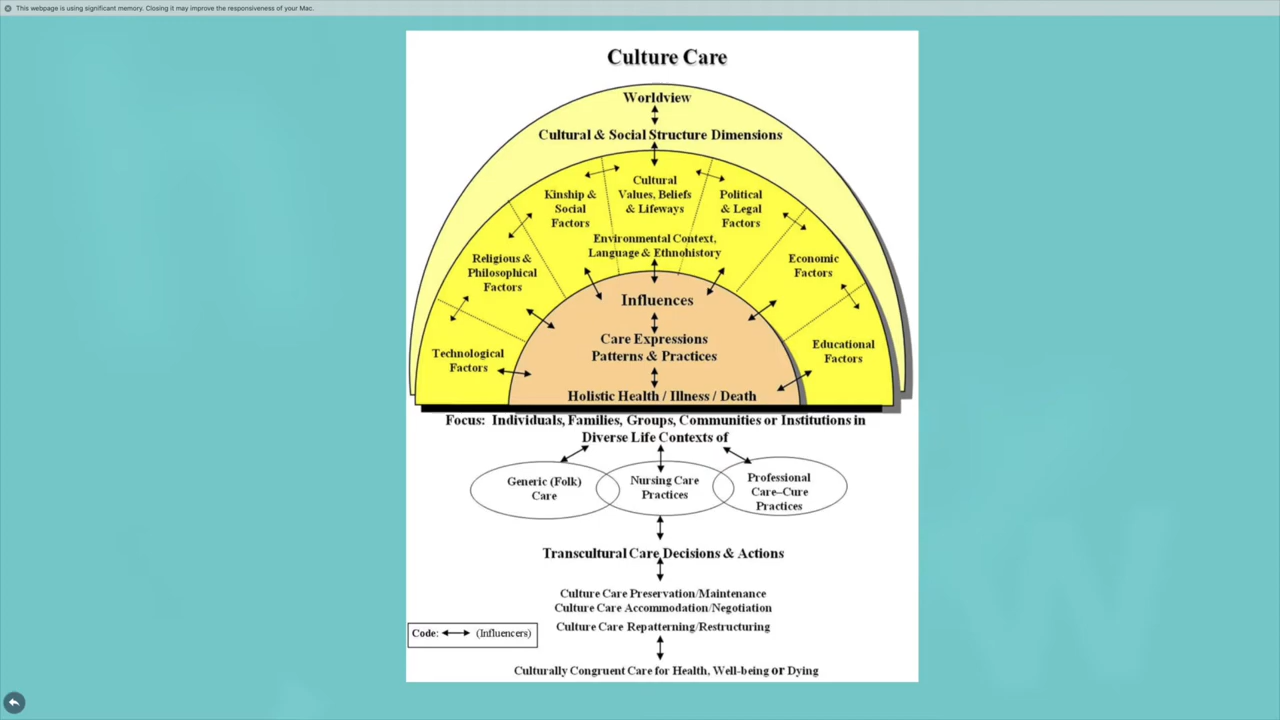 This webpage is using significant memory. Closing it may improve the responsiveness of your Mac.
Culture Care
Worldview
Cultural & Social Structure Dimensions
Cultural
Values, Beliefs
& Lifeways
Kinship &
Social
Factors
Political
& Legal
Factors
Environmental Context,
Language & Ethnohistory
Religious &
Philosophical
Factors
Economic
Factors
Influences
Care Expressions
Patterns & Practices
Technological
Factors
Educational
Factors
Holistic Health / Illness / Death
Focus: Individuals, Families, Groups, Communities or Institutions in
Diverse Life Contexts of
Generic (Folk)
Care
Nursing Care
Practices
Professional
Care–Cure
Practices
Transcultural Care Decisions & Actions
Culture Care Preservation/Maintenance
Culture Care Accommodation/Negotiation
Culture Care Repatterning/Restructuring
Code: (Influencers)
Culturally Congruent Care for Health, Well-being or Dying